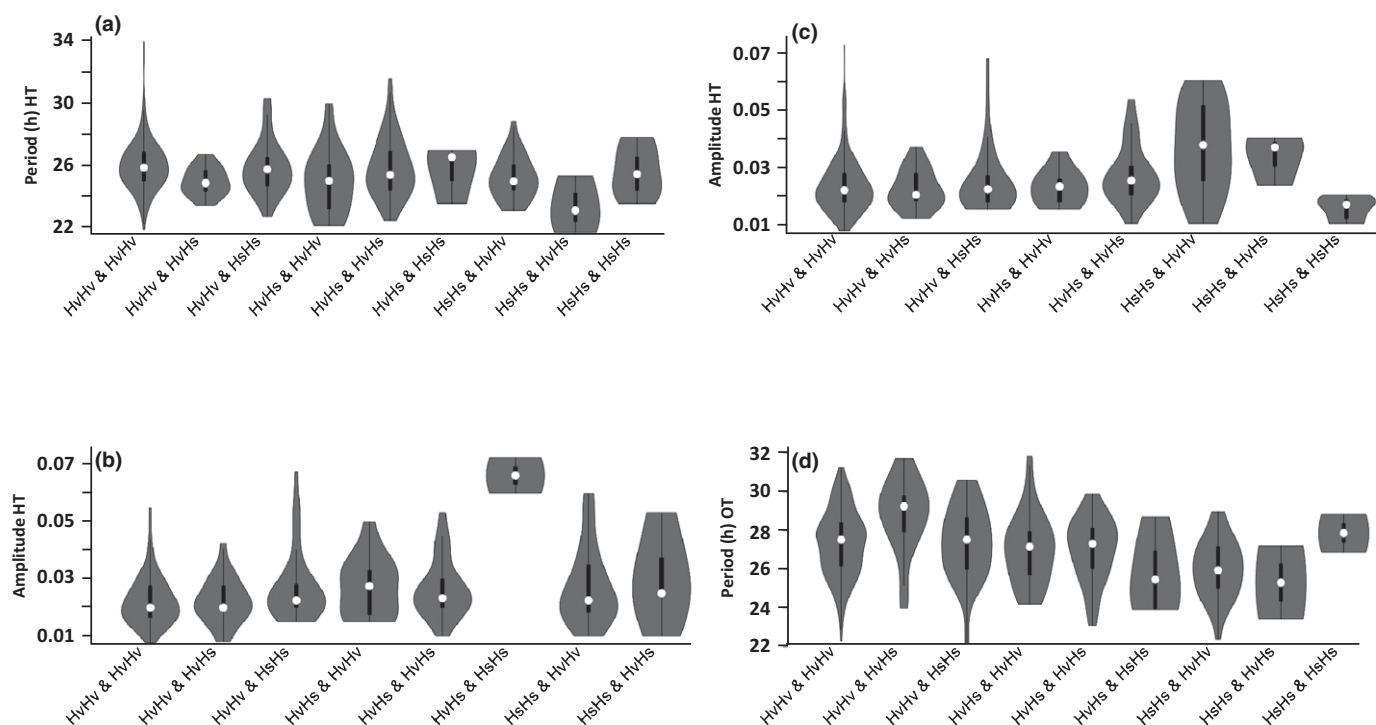 (a)
Period (h) HT
34
30
26
22
HvHv & HvHv
HvHv & HvHs
HvHv & HsHs
HvHs & HvHv
HvHs & HvHs
HvHs & HsHs
HsHs & HvHv
HsHs & HvHs
HsHs & HsHs
(c)
Amplitude HT
0.07
0.05
0.03
0.01
HvHv & HvHv
HvHv & HvHs
HvHv & HsHs
HvHs & HvHv
HvHs & HvHs
HsHs & HvHv
HsHs & HvHs
HsHs & HsHs
(b)
Amplitude HT
0.07
0.05
0.03
0.01
HvHv & HvHv
HvHv & HvHs
HvHv & HsHs
HvHs & HvHv
HvHs & HvHs
HvHs & HsHs
HsHs & HvHv
HsHs & HvHs
(d)
Period (h) OT
32
30
28
26
24
22
HvHv & HvHv
HvHv & HvHs
HvHv & HsHs
HvHs & HvHv
HvHs & HvHs
HvHs & HsHs
HsHs & HvHv
HsHs & HvHs
HsHs & HsHs